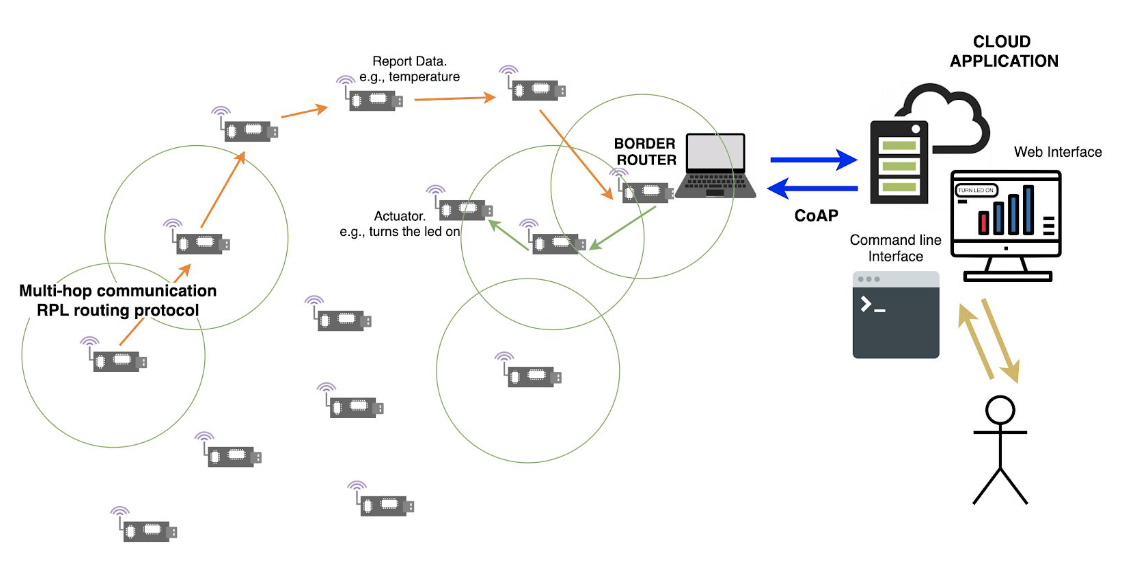 CLOUD
APPLICATION
Report Data.
e.g., temperature
BORDER
ROUTER
Web Interface
TURN LED ON
Actuator.
e.g., turns the led on
CoAP
Command line
Interface
Multi-hop communication
RPL routing protocol
>_